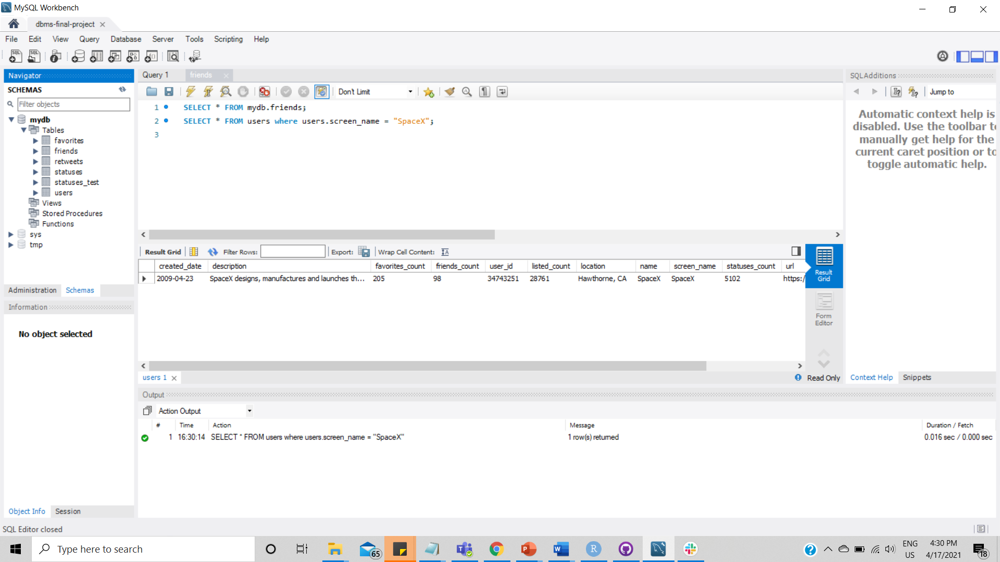 MySQL Workbench
dbms-final-project
File Edit View Query Database Server Tools Scripting Help
Navigator
SCHEMAS
Filter objects
mydb
Tables
favorites
friends
retweets
statuses
statuses_test
users
Views
Stored Procedures
Functions
sys
tmp
Administration Schemas
Information
No object selected
Object Info Session
Query 1 friends
Don't Limit
1 SELECT * FROM mydb.friends;
2 SELECT * FROM users where users.screen_name = "SpaceX";
3
Result Grid Filter Rows: Export: Wrap Cell Content:
created_date description favorites_count friends_count user_id listed_count location name screen_name statuses_count url
2009-04-23 SpaceX designs, manufactures and launches th... 205 98 34743251 28761 Hawthorne, CA SpaceX SpaceX 5102 https:/
Result
Grid
Form
Editor
users 1 Read Only
SQLAdditions
Jump to
Automatic context help is
disabled. Use the toolbar to
manually get help for the
current caret position or to
toggle automatic help.
Context Help Snippets
Output
Action Output
# Time Action Message Duration / Fetch
1 16:30:14 SELECT * FROM users where users.screen_name = "SpaceX" 1 row(s) returned 0.016 sec / 0.000 sec
SQL Editor closed
Type here to search
65
ENG
US
4:30 PM
4/17/2021
18